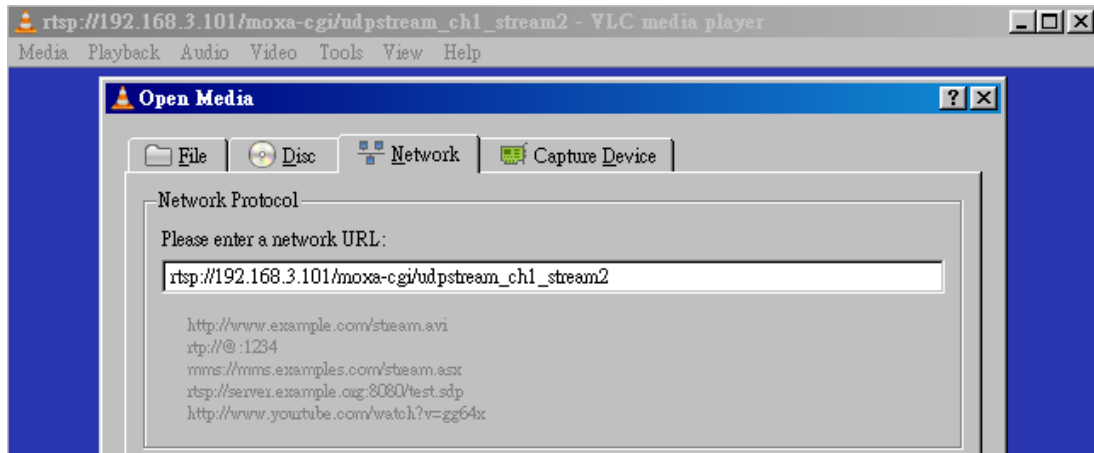 rtsp://192.168.3.101/moxa-cgi/udpstream_ch1_stream2 - VLC media player
Media Playback Audio Video Tools View Help
Open Media
File Disc Network Capture Device
Network Protocol
Please enter a network URL:
rtsp://192.168.3.101/moxa-cgi/udpstream_ch1_stream2
http://www.example.com/stream.avi
rtp://@:1234
mms://mms.examples.com/stream.asx
rtsp://server.example.org:8080/test.sdp
http://www.youtube.com/watch?v=gg64x